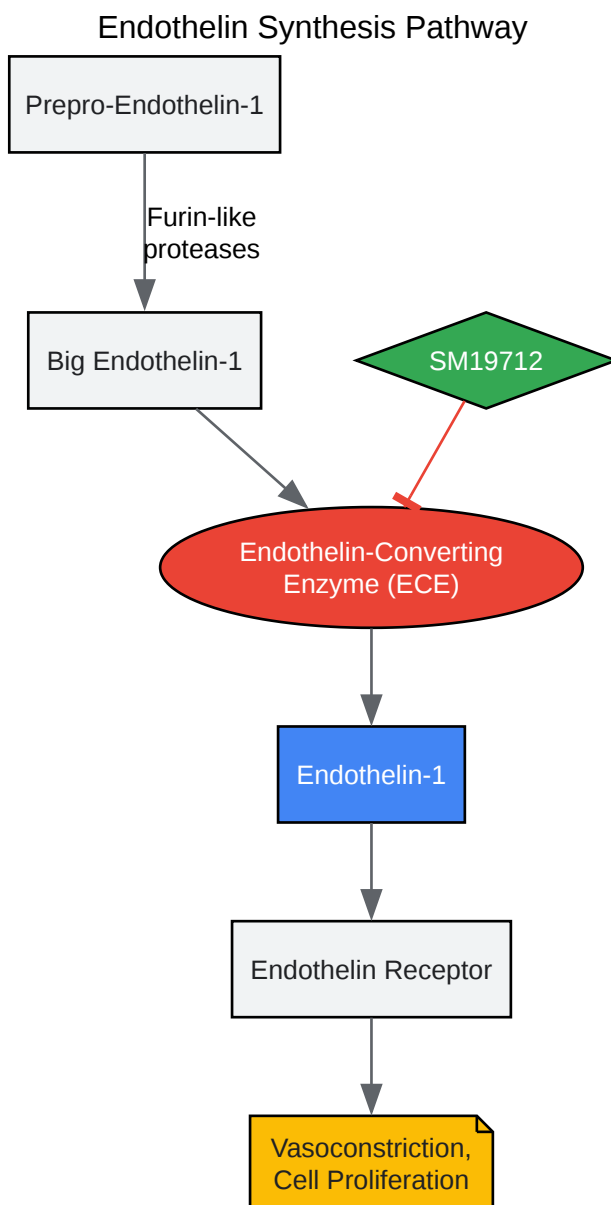 Endothelin Synthesis Pathway
Prepro-Endothelin-1
Furin-like
proteases
Big Endothelin-1
SM19712
Endothelin-Converting
Enzyme (ECE)
Endothelin-1
Endothelin Receptor
Vasoconstriction,
Cell Proliferation